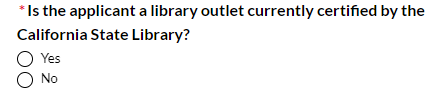 *Is the applicant a library outlet currently certified by the
California State Library?
Yes
No